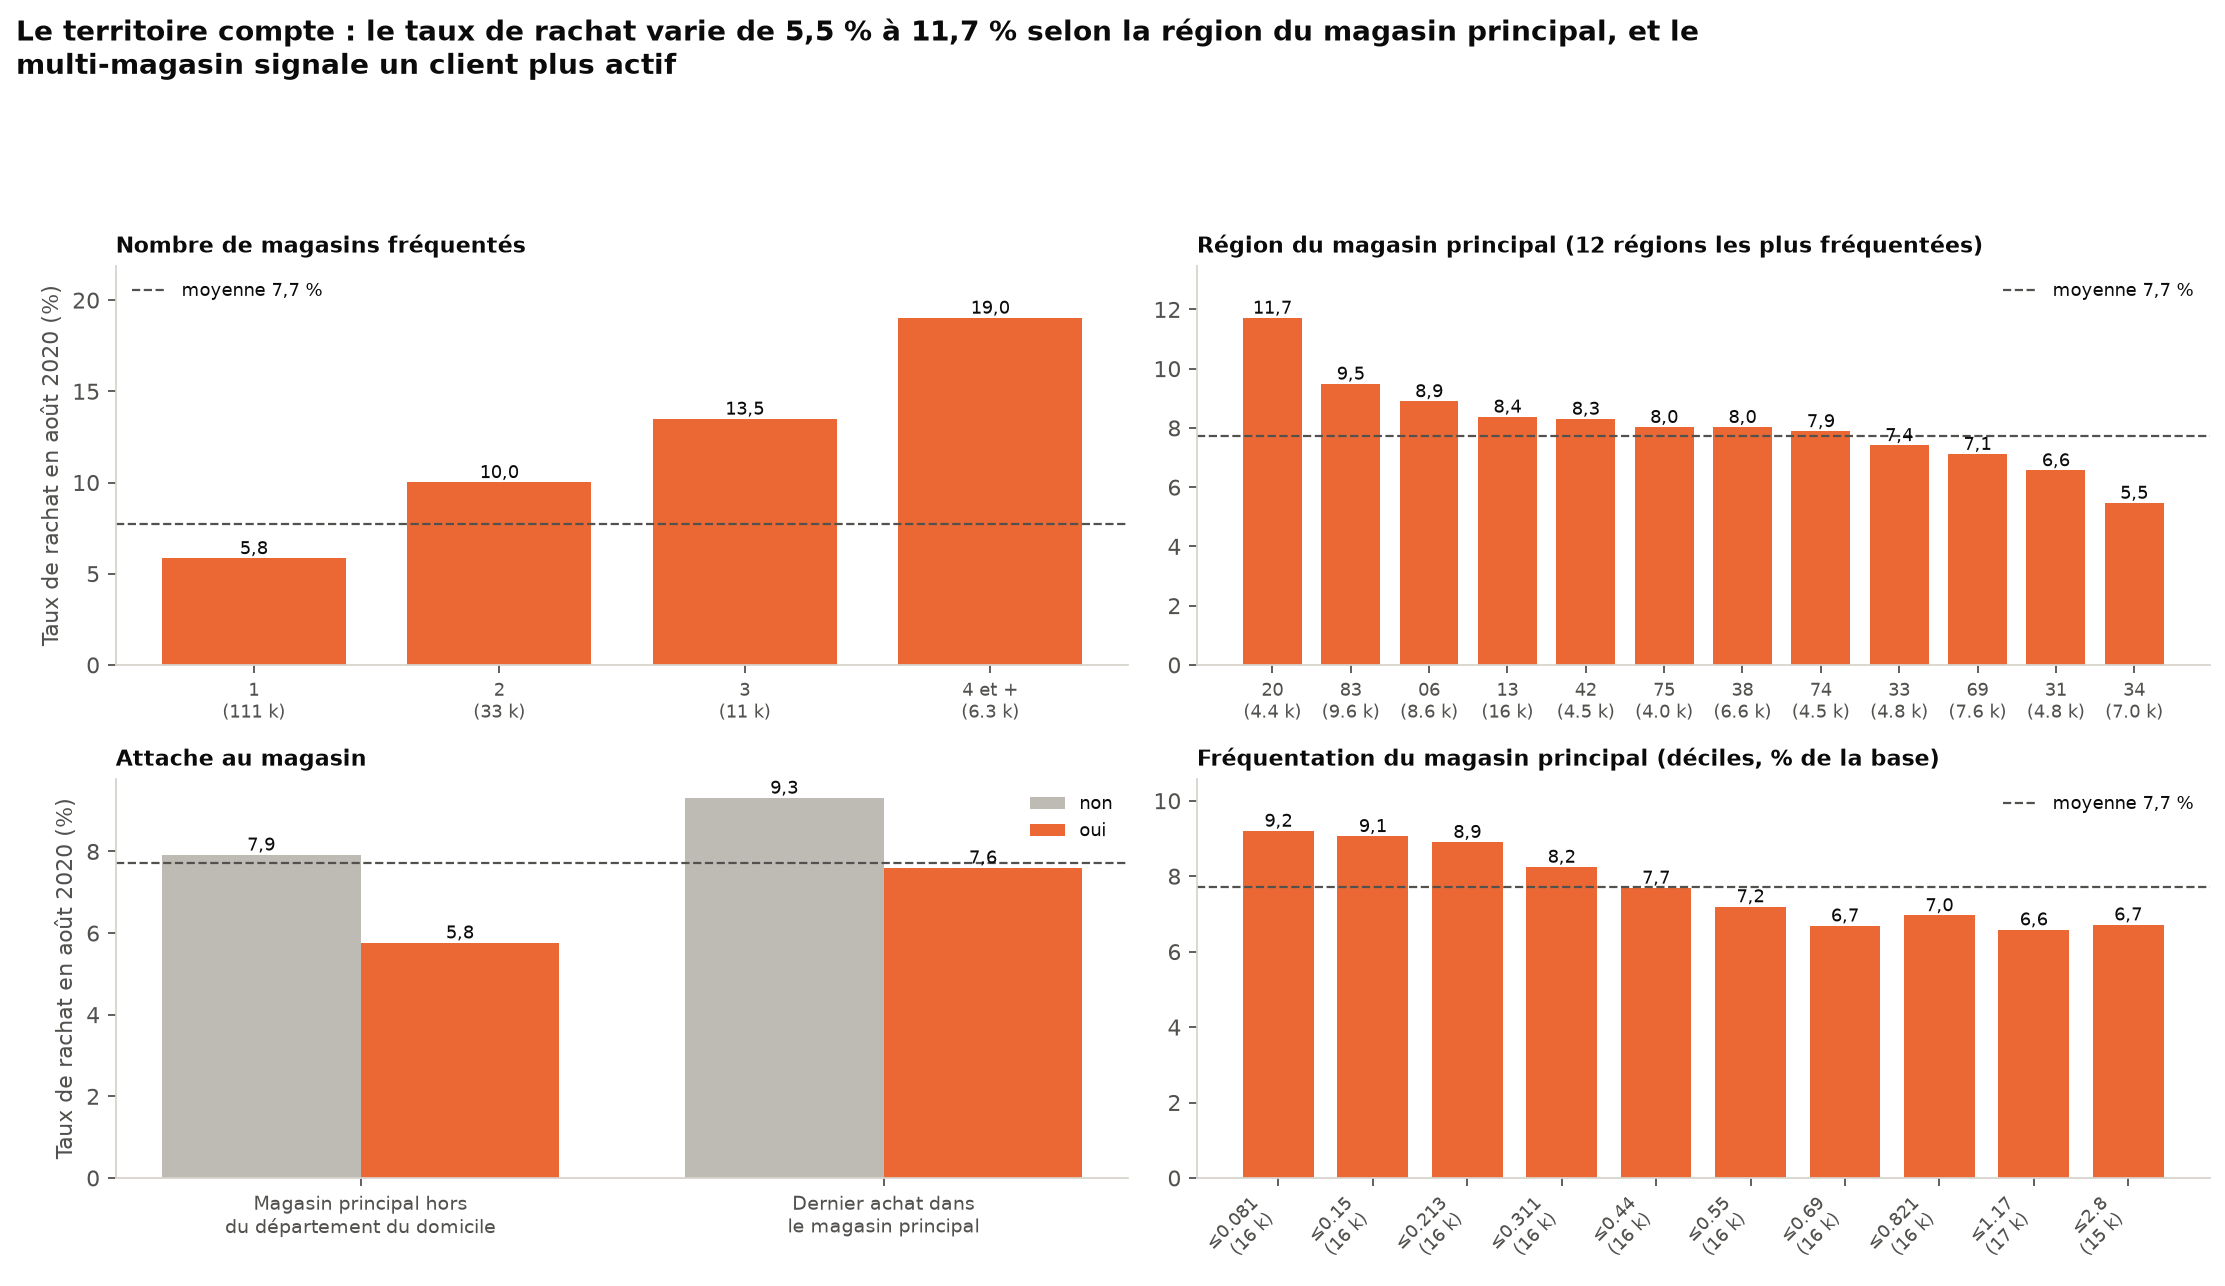 Le territoire compte : le taux de rachat varie de 5,5 % à 11,7 % selon la région du magasin principal, et le
multi-magasin signale un client plus actif
Nombre de magasins fréquentés
moyenne 7,7 %
Taux de rachat en août 2020 (%)
20
15
10
5
0
5,8
10,0
13,5
19,0
1
(111 k)
2
(33 k)
3
(11 k)
4 et +
(6.3 k)
Région du magasin principal (12 régions les plus fréquentées)
moyenne 7,7 %
12
10
8
6
4
2
0
11,7
9,5
8,9
8,4
8,3
8,0
8,0
7,9
7,4
7,1
6,6
5,5
20
(4.4 k)
83
(9.6 k)
06
(8.6 k)
13
(16 k)
42
(4.5 k)
75
(4.0 k)
38
(6.6 k)
74
(4.5 k)
33
(4.8 k)
69
(7.6 k)
31
(4.8 k)
34
(7.0 k)
Attache au magasin
non
oui
Taux de rachat en août 2020 (%)
8
6
4
2
0
7,9
5,8
9,3
7,6
Magasin principal hors
du département du domicile
Dernier achat dans
le magasin principal
Fréquentation du magasin principal (déciles, % de la base)
moyenne 7,7 %
10
8
6
4
2
0
9,2
9,1
8,9
8,2
7,7
7,2
6,7
7,0
6,6
6,7
≤0.081
(16 k)
≤0.15
(16 k)
≤0.213
(16 k)
≤0.311
(16 k)
≤0.44
(16 k)
≤0.55
(16 k)
≤0.69
(16 k)
≤0.821
(16 k)
≤1.17
(17 k)
≤2.8
(15 k)